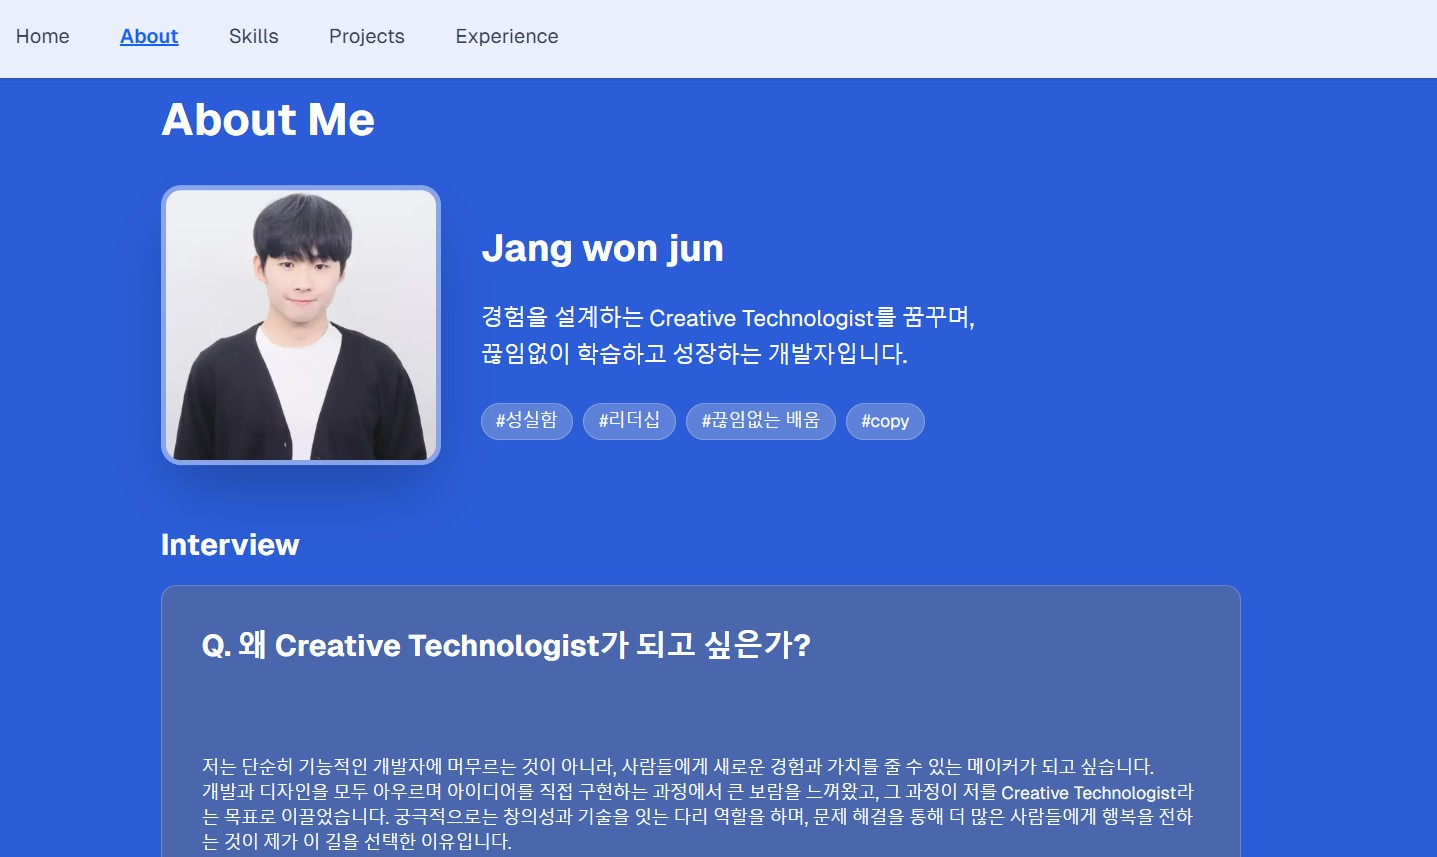 Home About Skills Projects Experience
About Me
Jang won jun
경험을 설계하는 Creative Technologist를 꿈꾸며,
끊임없이 학습하고 성장하는 개발자입니다.
#성실함 #리더십 #끊임없는 배움 #copy
Interview
Q. 왜 Creative Technologist가 되고 싶은가?
저는 단순히 기능적인 개발자에 머무르는 것이 아니라, 사람들에게 새로운 경험과 가치를 줄 수 있는 메이커가 되고 싶습니다.
개발과 디자인을 모두 아우르며 아이디어를 직접 구현하는 과정에서 큰 보람을 느껴왔고, 그 과정이 저를 Creative Technologist라
는 목표로 이끌었습니다. 궁극적으로는 창의성과 기술을 잇는 다리 역할을 하며, 문제 해결을 통해 더 많은 사람들에게 행복을 전하
는 것이 제가 이 길을 선택한 이유입니다.